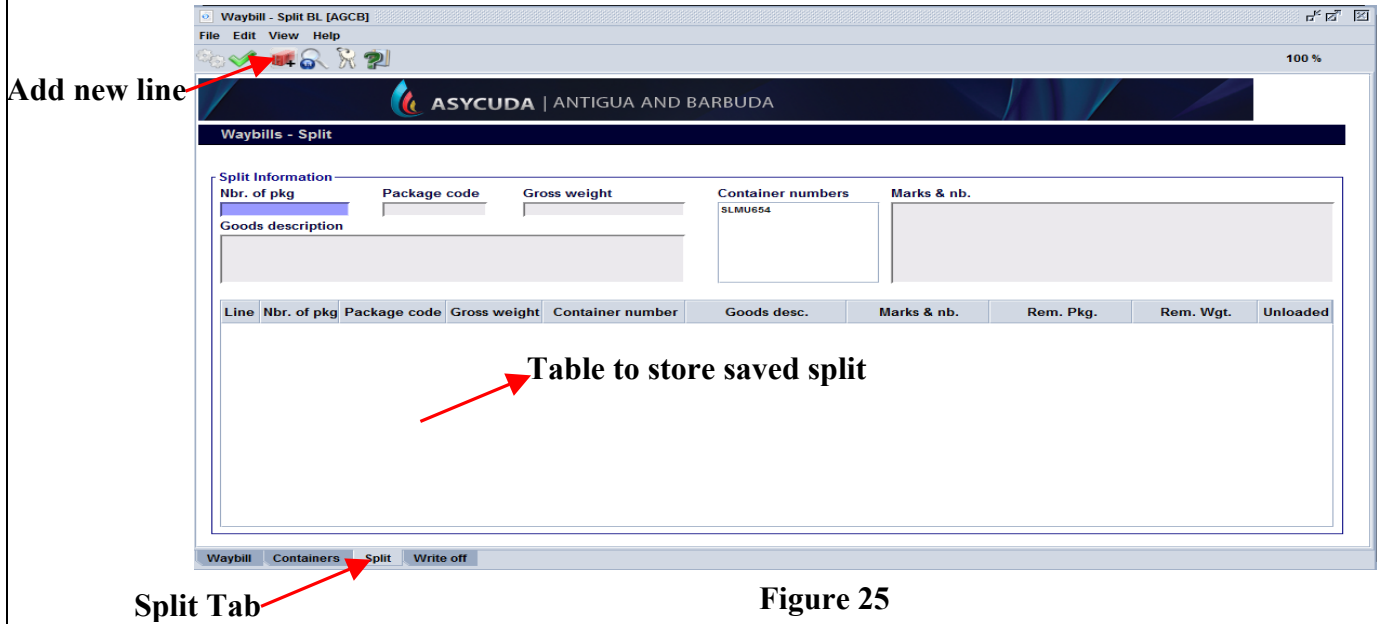 Waybill - Split BL [AGCB]
File Edit View Help
100 %
Add new line
ASYCUDA | ANTIGUA AND BARBUDA
Waybills - Split
Split Information
Nbr. of pkg Package code Gross weight Container numbers Marks & nb.
SLMU654
Goods description
Line Nbr. of pkg Package code Gross weight Container number Goods desc. Marks & nb. Rem. Pkg. Rem. Wgt. Unloaded
Table to store saved split
Waybill Containers Split Write off
Split Tab
Figure 25